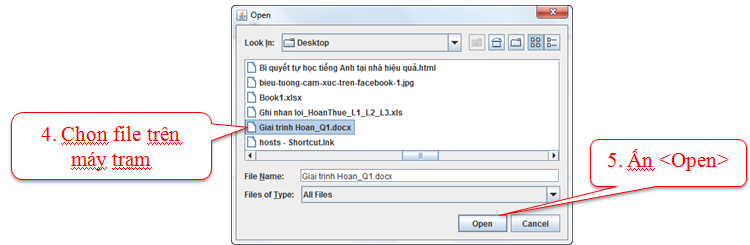 Open
Look In: Desktop
Bí quyết tự học tiếng Anh tại nhà hiệu quả.html
bieu-tuong-cam-xuc-tren-facebook-1.jpg
Book1.xlsx
Ghi nhan loi_HoanThue_L1_L2_L3.xls
Giai trinh Hoan_Q1.docx
hosts - Shortcut.lnk
4. Chọn file trên
máy trạm
File Name: Giai trinh Hoan_Q1.docx
Files of Type: All Files
Open Cancel
5. Ấn <Open>